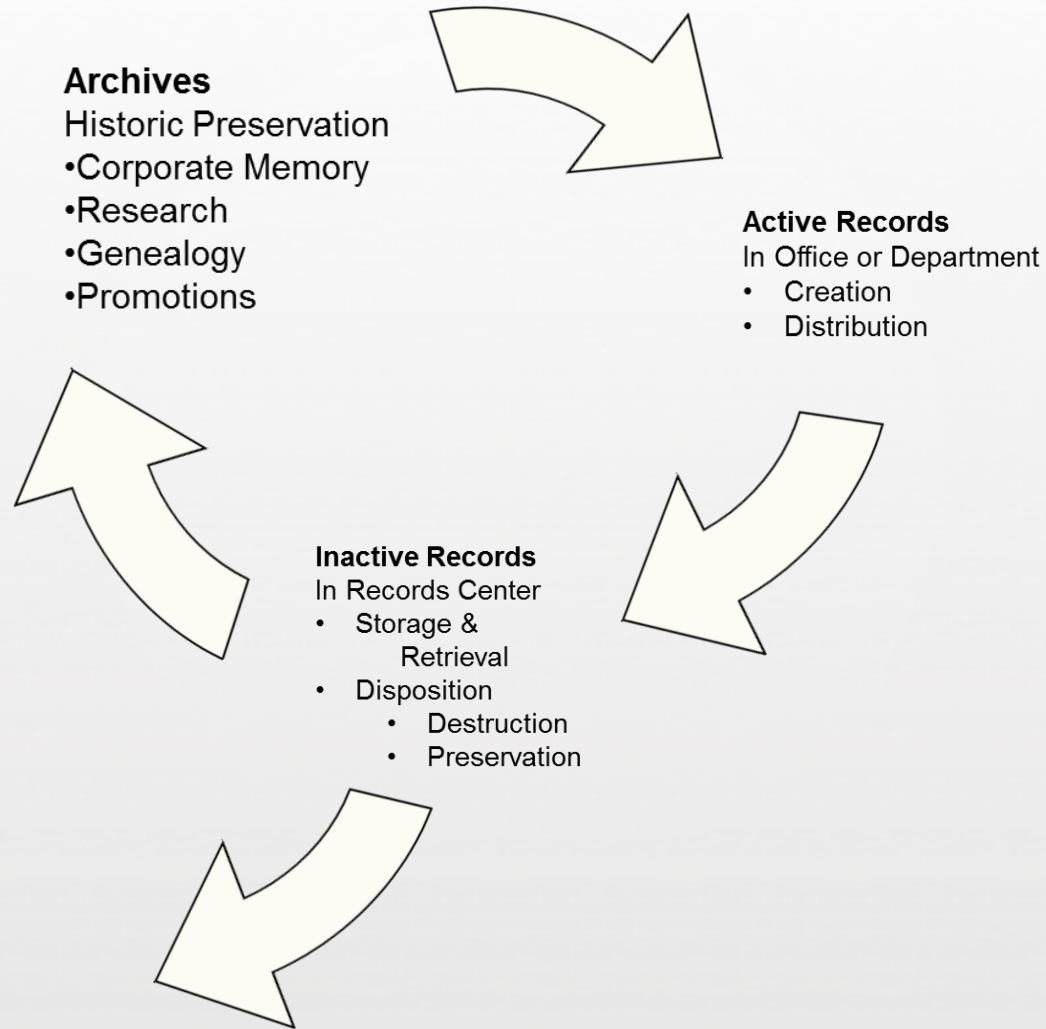 Archives
Historic Preservation
•Corporate Memory
•Research
•Genealogy
•Promotions
Active Records
In Office or Department
• Creation
• Distribution
Inactive Records
In Records Center
• Storage &
Retrieval
• Disposition
• Destruction
• Preservation